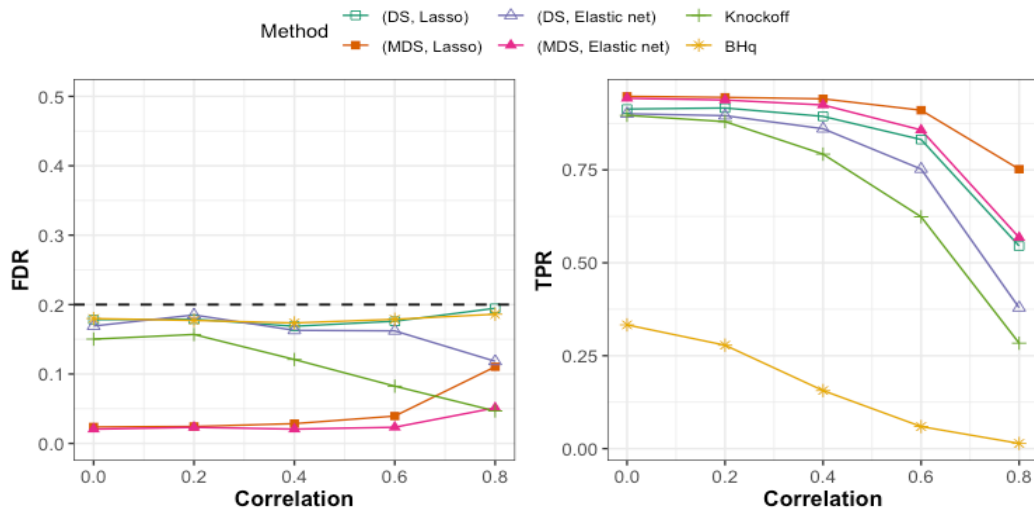 Method
(DS, Lasso) (DS, Elastic net) Knockoff
(MDS, Lasso) (MDS, Elastic net) BHq
FDR
0.5
0.4
0.3
0.2
0.1
0.0
0.0 0.2 0.4 0.6 0.8
Correlation
TPR
0.75
0.50
0.25
0.00
0.0 0.2 0.4 0.6 0.8
Correlation